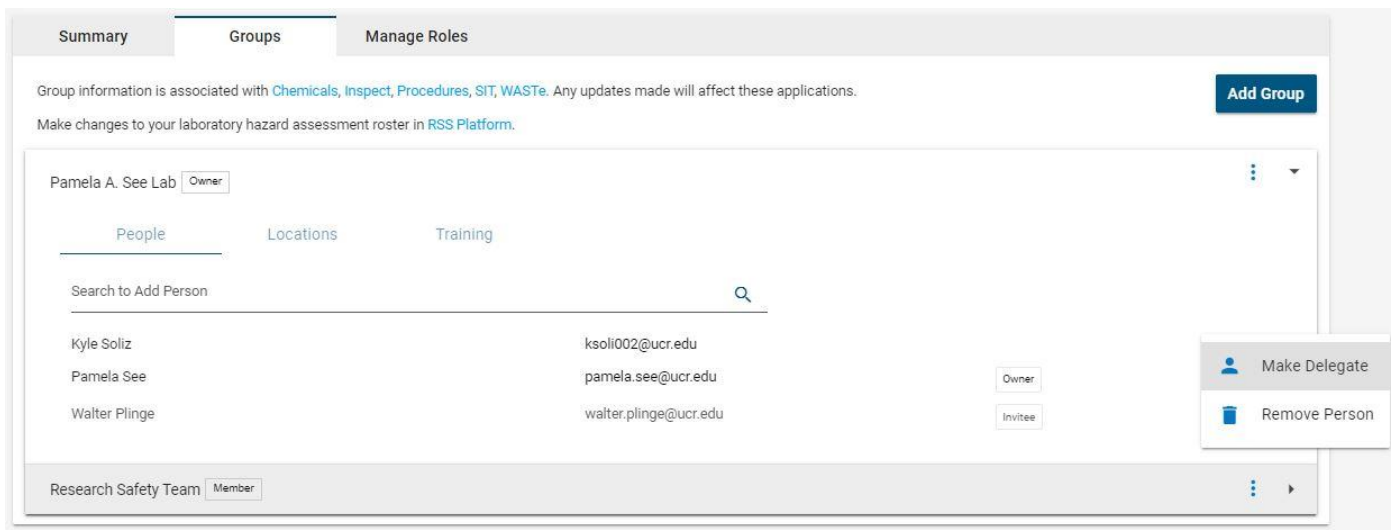 Summary Groups Manage Roles
Group information is associated with Chemicals, Inspect, Procedures, SIT, WASTe. Any updates made will affect these applications.
Add Group
Make changes to your laboratory hazard assessment roster in RSS Platform.
Pamela A. See Lab Owner
People Locations Training
Search to Add Person
Kyle Soliz ksoli002@ucr.edu
Pamela See pamela.see@ucr.edu Owner
Walter Plinge walter.plinge@ucr.edu Invitee
Make Delegate
Remove Person
Research Safety Team Member